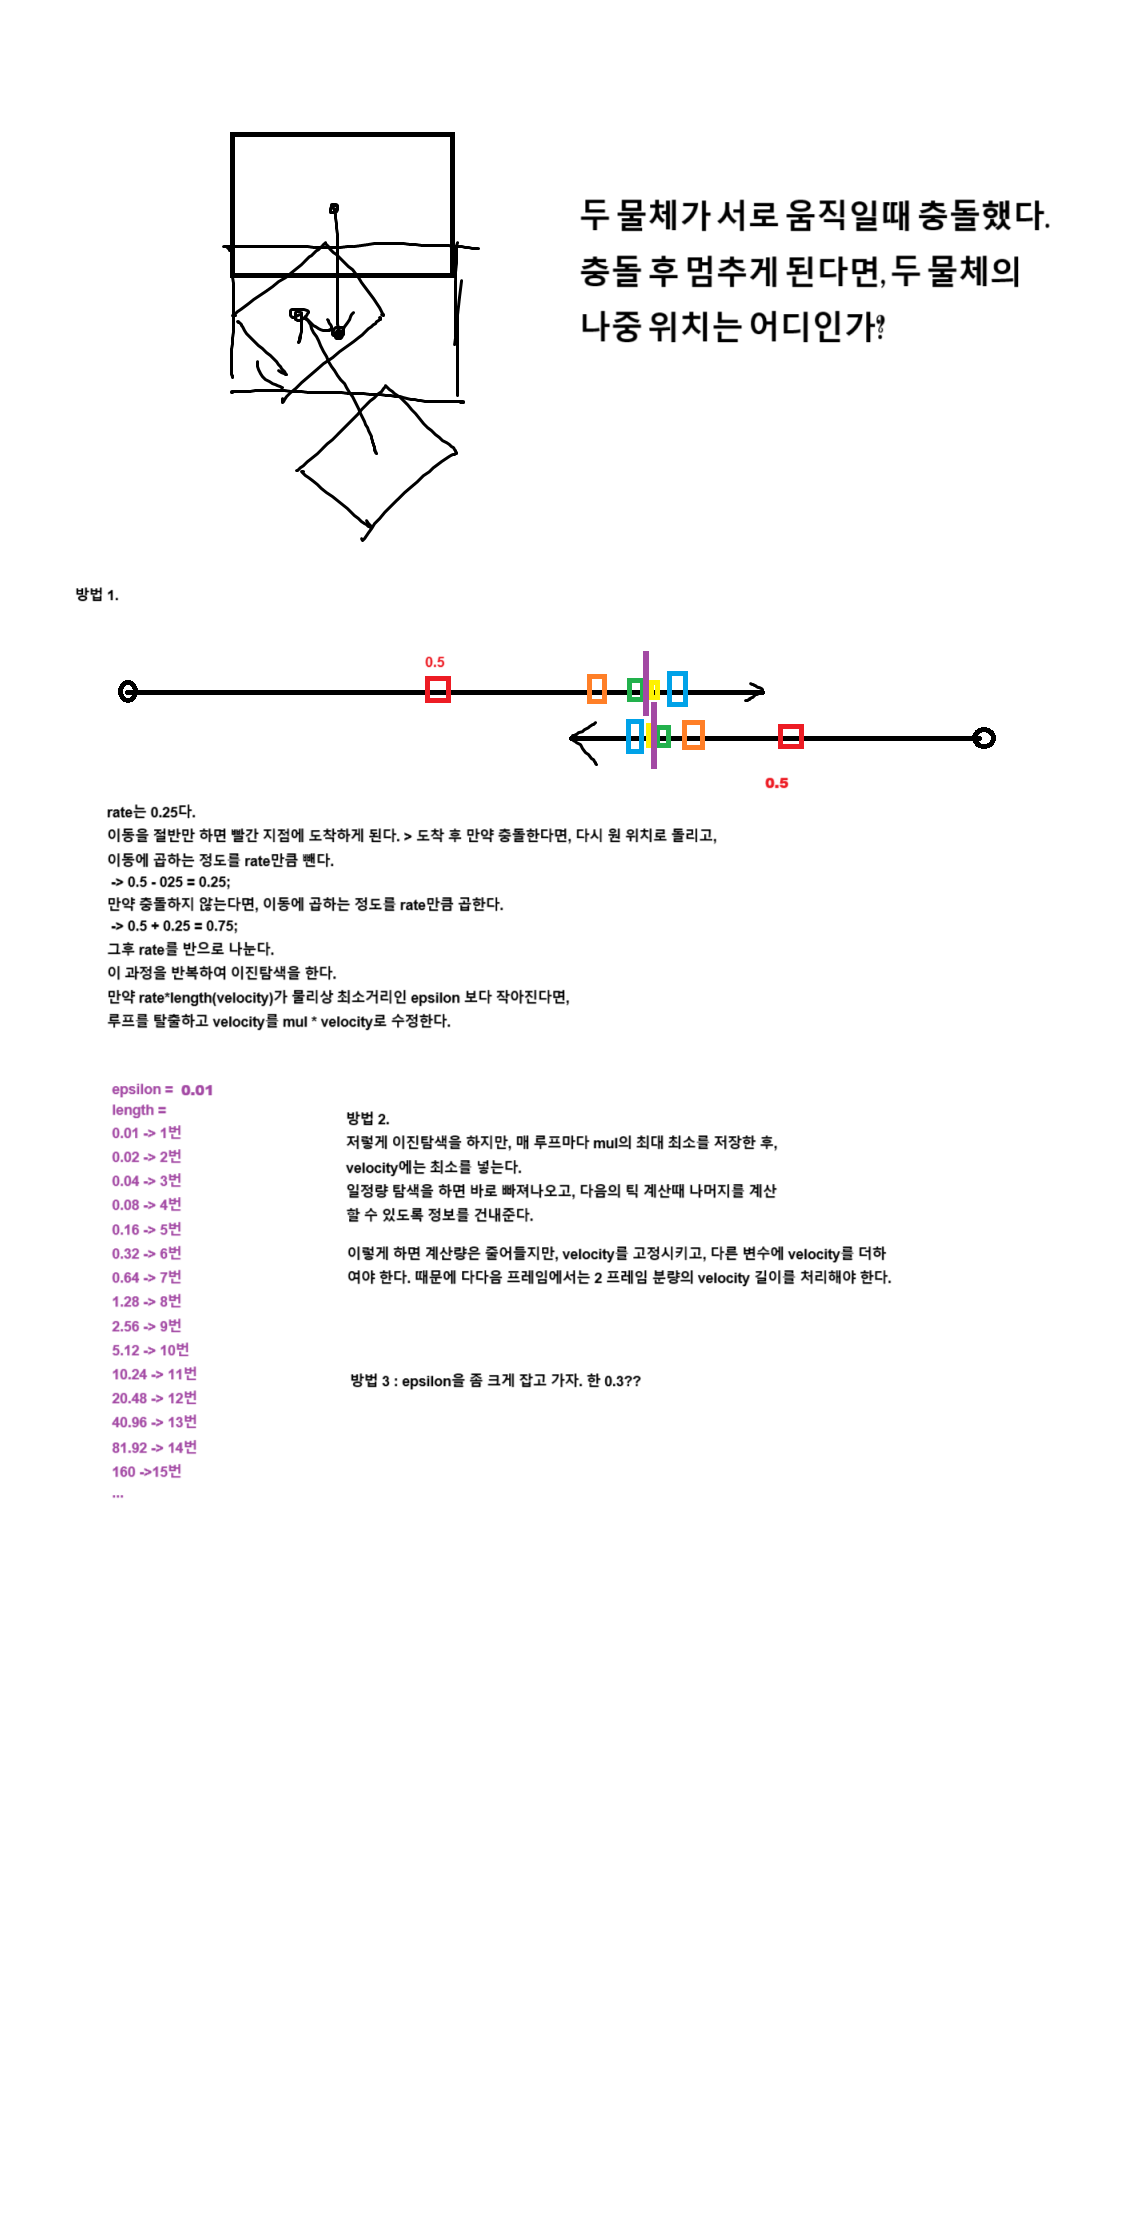 두 물체가 서로 움직일때 충돌했다.
충돌 후 멈추게 된다면, 두 물체의
나중 위치는 어디인가?
방법 1.
0.5
0.5
rate는 0.25다.
이동을 절반만 하면 빨간 지점에 도착하게 된다. > 도착 후 만약 충돌한다면, 다시 원 위치로 돌리고,
이동에 곱하는 정도를 rate만큼 뺀다.
-> 0.5 - 025 = 0.25;
만약 충돌하지 않는다면, 이동에 곱하는 정도를 rate만큼 곱한다.
-> 0.5 + 0.25 = 0.75;
그후 rate를 반으로 나눈다.
이 과정을 반복하여 이진탐색을 한다.
만약 rate*length(velocity)가 물리상 최소거리인 epsilon 보다 작아진다면,
루프를 탈출하고 velocity를 mul * velocity로 수정한다.
epsilon = 0.01
length =
0.01 -> 1번
0.02 -> 2번
0.04 -> 3번
0.08 -> 4번
0.16 -> 5번
0.32 -> 6번
0.64 -> 7번
1.28 -> 8번
2.56 -> 9번
5.12 -> 10번
10.24 -> 11번
20.48 -> 12번
40.96 -> 13번
81.92 -> 14번
160 ->15번
...
방법 2.
저렇게 이진탐색을 하지만, 매 루프마다 mul의 최대 최소를 저장한 후,
velocity에는 최소를 넣는다.
일정량 탐색을 하면 바로 빠져나오고, 다음의 틱 계산때 나머지를 계산
할 수 있도록 정보를 건내준다.
이렇게 하면 계산량은 줄어들지만, velocity를 고정시키고, 다른 변수에 velocity를 더하
여야 한다. 때문에 다다음 프레임에서는 2 프레임 분량의 velocity 길이를 처리해야 한다.
방법 3 : epsilon을 좀 크게 잡고 가자. 한 0.3??